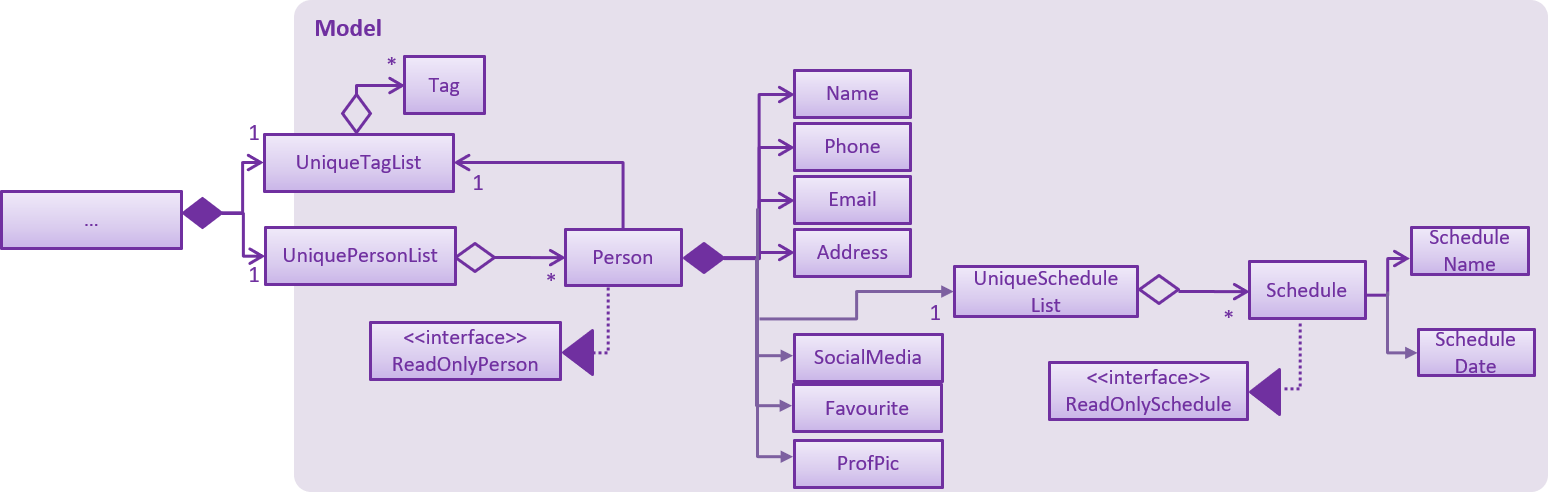 Model
*
Tag
1
UniqueTagList
1
...
UniquePersonList
1
*
Person
<<interface>>
ReadOnlyPerson
Name
Phone
Email
Address
UniqueSchedule
List
1
SocialMedia
Favourite
ProfPic
*
Schedule
<<interface>>
ReadOnlySchedule
Schedule
Name
Schedule
Date